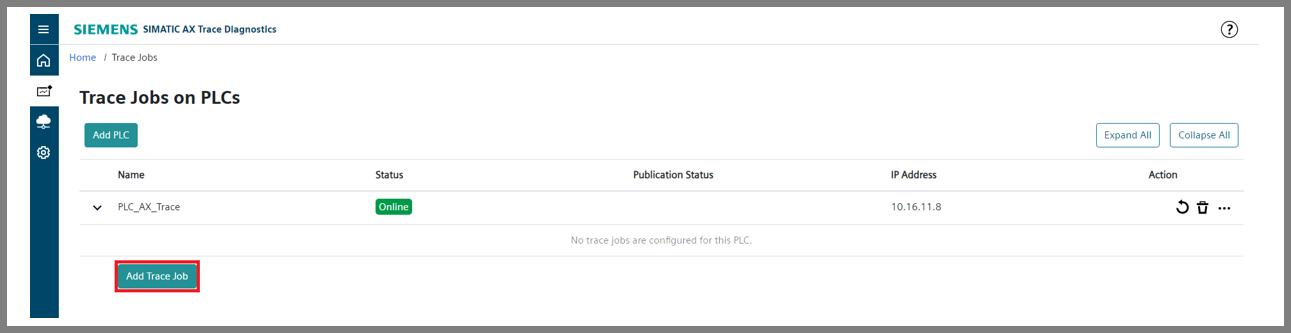 SIEMENS SIMATIC AX Trace Diagnostics
Home / Trace Jobs
Trace Jobs on PLCs
Add PLC Expand All Collapse All
Name Status Publication Status IP Address Action
PLC_AX_Trace Online 10.16.11.8
No trace jobs are configured for this PLC.
Add Trace Job